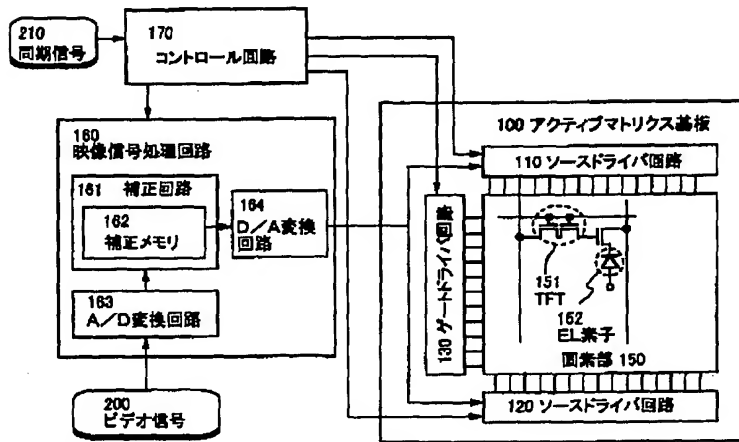 210
同期信号
170
コントロール回路
160
映像信号処理回路
161 補正回路
162
補正メモリ
164
D/A変換
回路
163
A/D変換回路
200
ビデオ信号
100 アクティブマトリクス基板
110 ソースドライバ回路
130 ゲートドライバ回路
151
TFT
152
EL素子
画素部 150
120 ソースドライバ回路